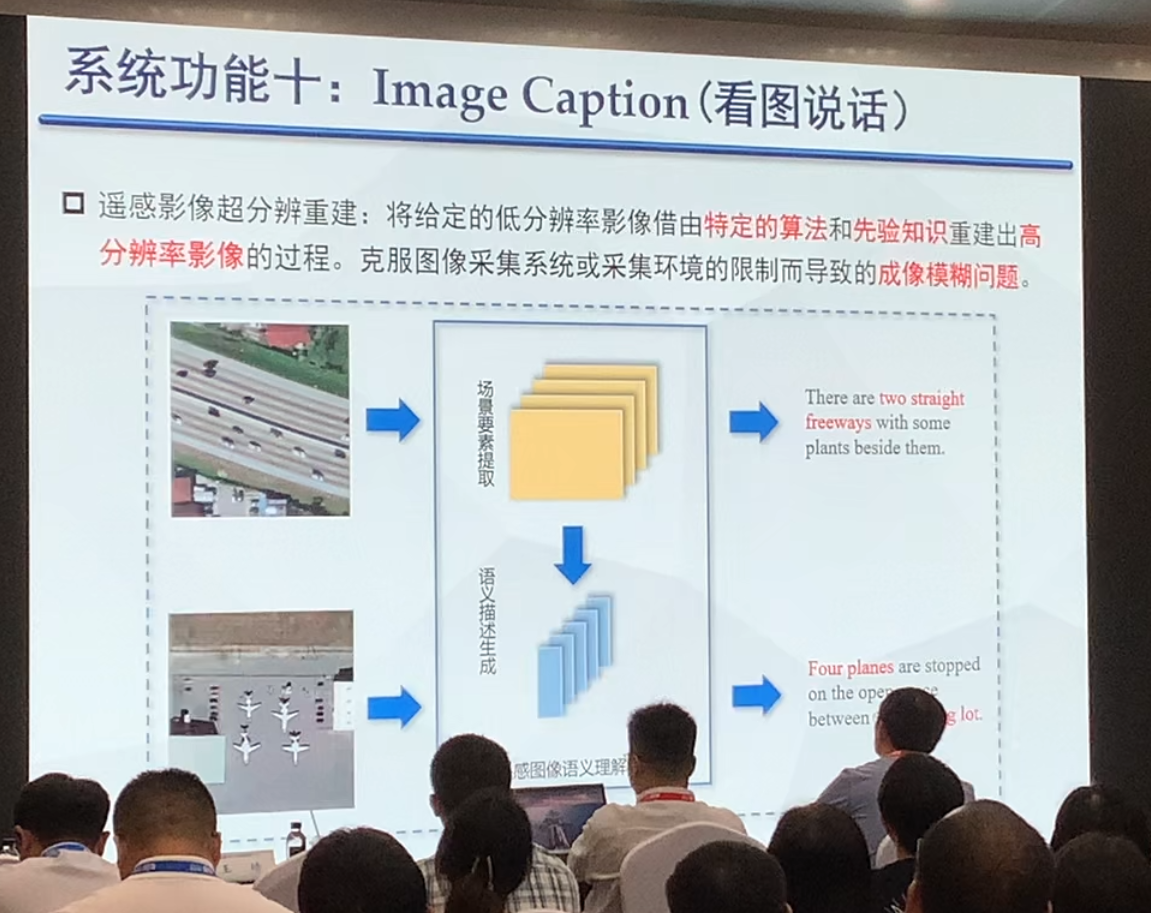 系统功能十：Image Caption (看图说话）
遥感影像超分辨重建：将给定的低分辨率影像借由特定的算法和先验知识重建出高
分辨率影像的过程。克服图像采集系统或采集环境的限制而导致的成像模糊问题。
场景要素提取
There are two straight
freeways with some
plants beside them.
语义描述生成
Four planes are stopped
on the open
between
lot.
感图像语义理解